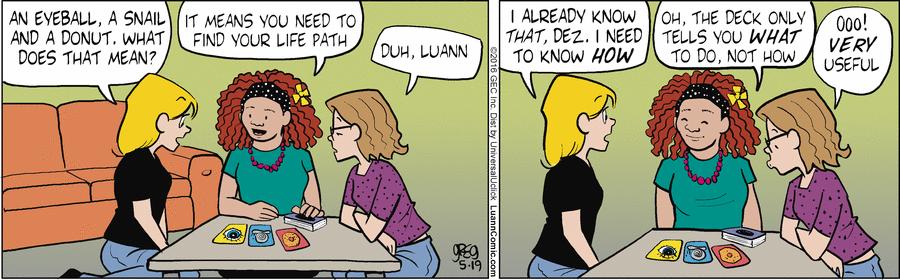 AN EYEBALL, A SNAIL
AND A DONUT. WHAT
DOES THAT MEAN?
IT MEANS YOU NEED TO
FIND YOUR LIFE PATH
DUH, LUANN
GREG
5·19
©2016 GEC Inc. Dist by UniversalUclick LuannComic.com
I ALREADY KNOW
THAT, DEZ. I NEED
TO KNOW HOW
OH, THE DECK ONLY
TELLS YOU WHAT
TO DO, NOT HOW
OOO!
VERY
USEFUL